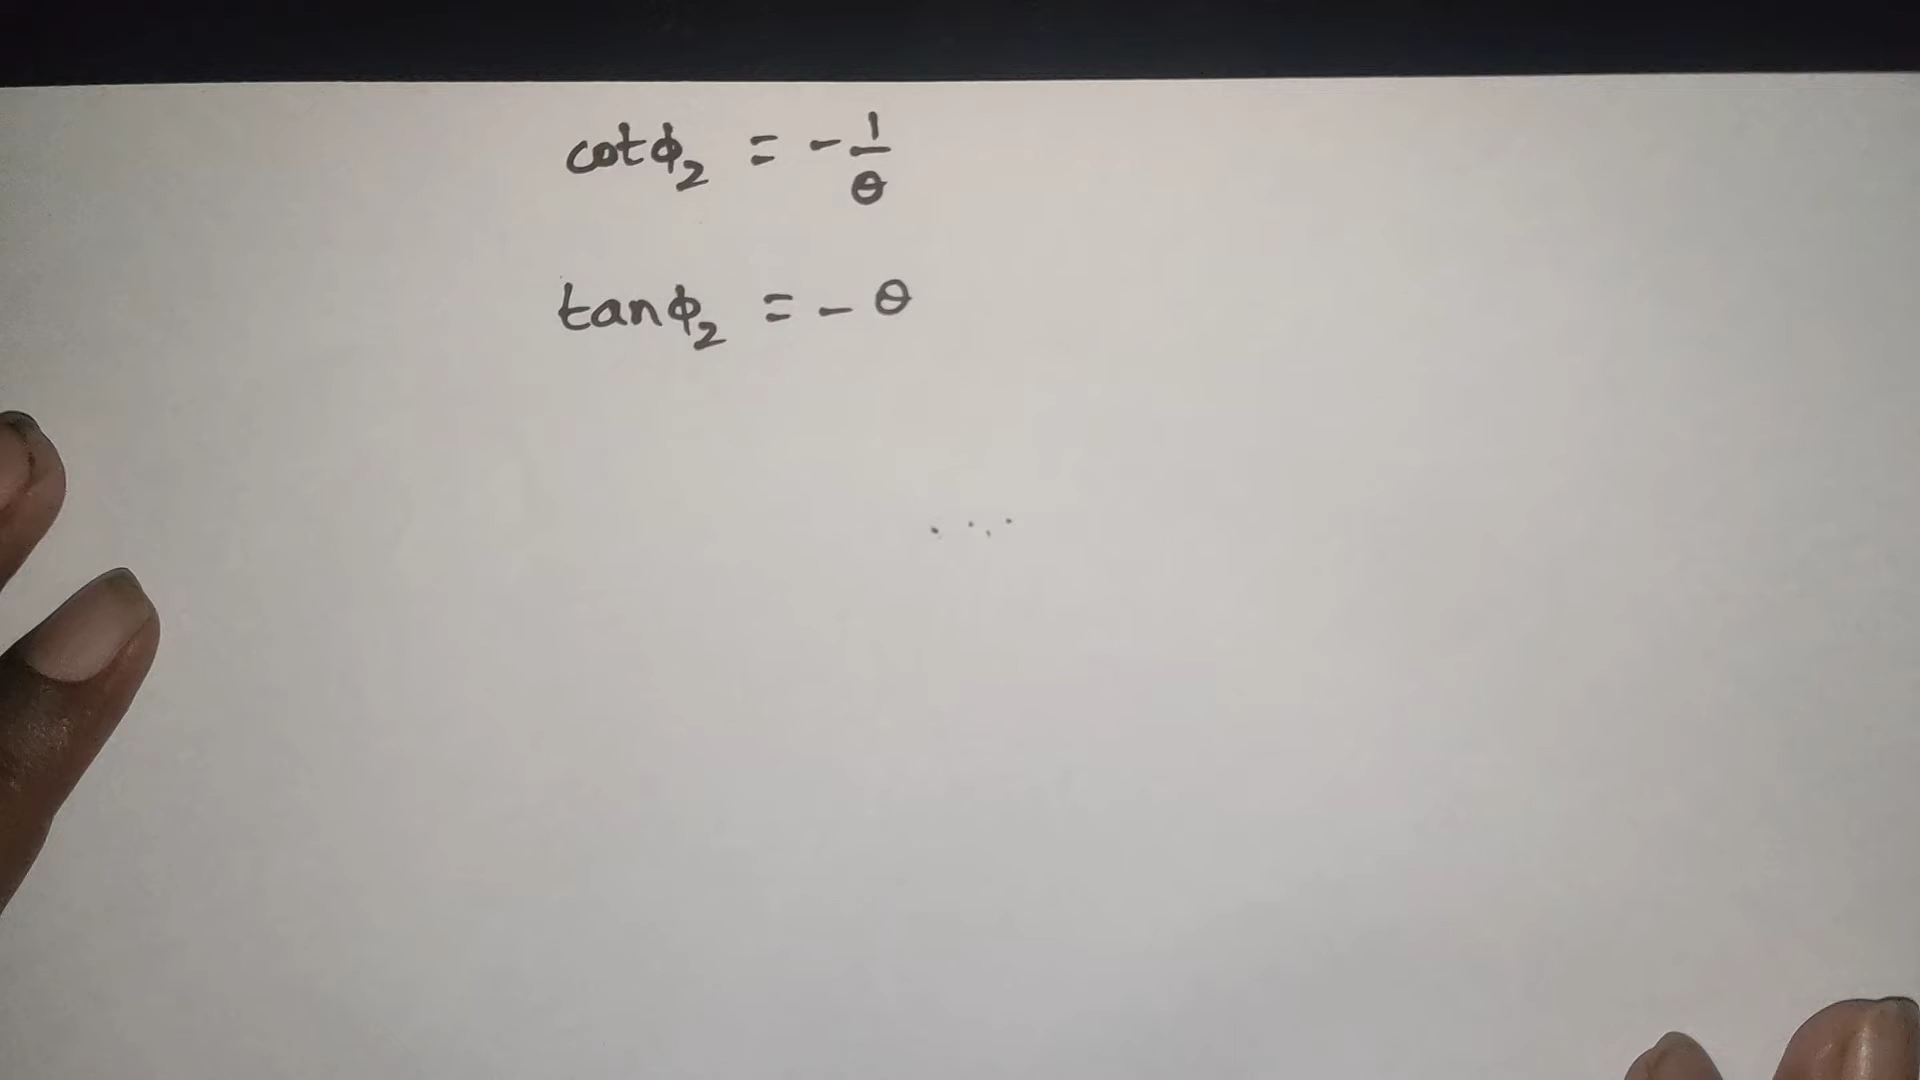 cotϕ₂ = -1/θ
tanϕ₂ = -θ